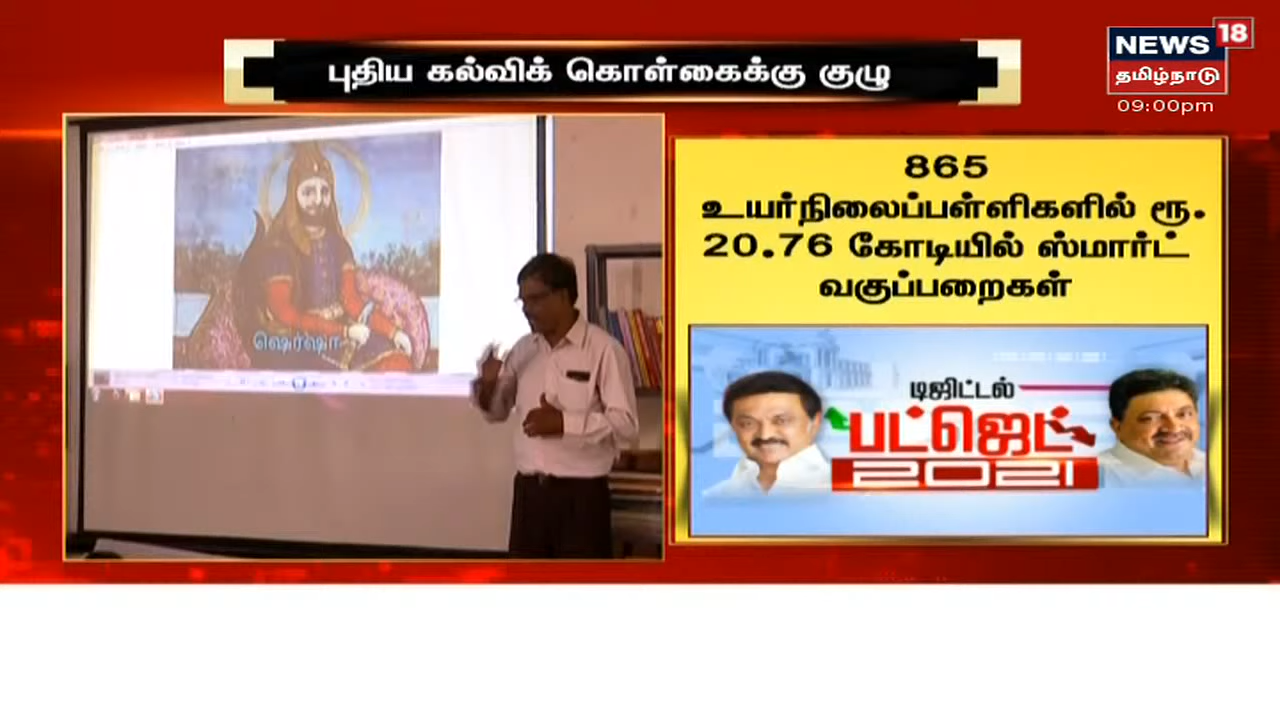 புதிய கல்விக் கொள்கைக்கு குழு
NEWS 18
தமிழ்நாடு
09:00pm
ஷெர்ஷா
865
உயர்நிலைப்பள்ளிகளில் ரூ.
20.76 கோடியில் ஸ்மார்ட்
வகுப்பறைகள்
டிஜிட்டல்
பட்ஜெட்
2021